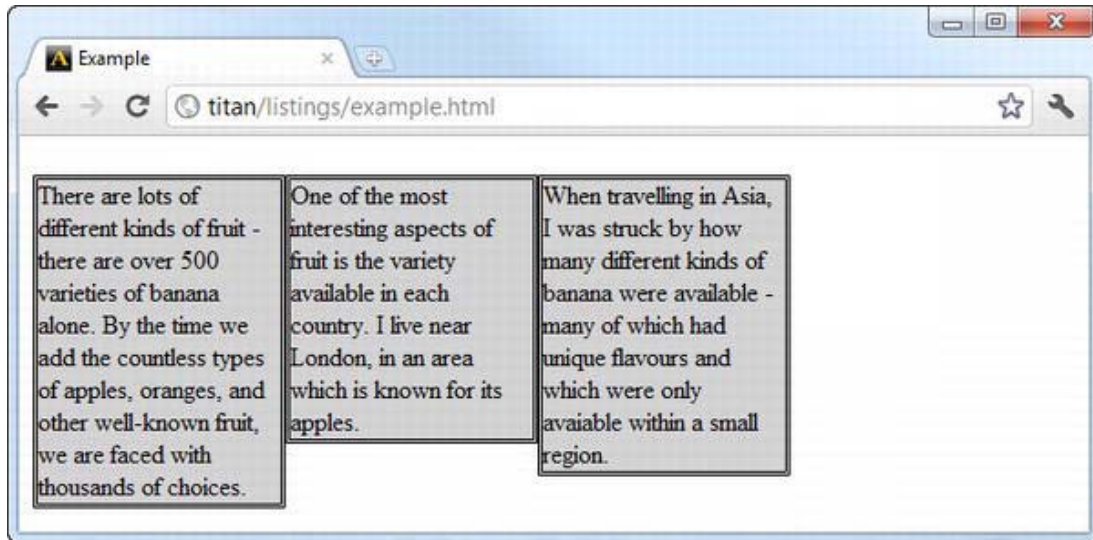 Example
titan/listings/example.html
There are lots of
different kinds of fruit -
there are over 500
varieties of banana
alone. By the time we
add the countless types
of apples, oranges, and
other well-known fruit,
we are faced with
thousands of choices.
One of the most
interesting aspects of
fruit is the variety
available in each
country. I live near
London, in an area
which is known for its
apples.
When travelling in Asia,
I was struck by how
many different kinds of
banana were available -
many of which had
unique flavours and
which were only
avaiable within a small
region.